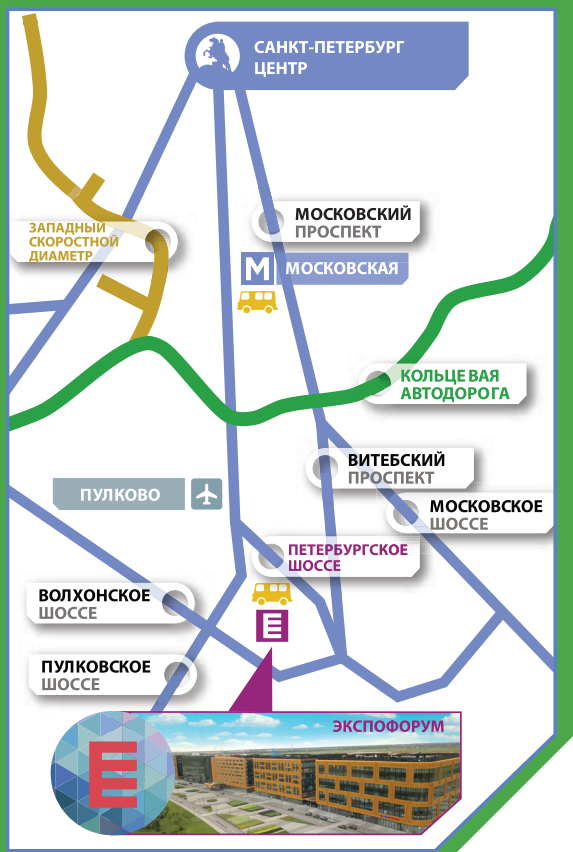 САНКТ-ПЕТЕРБУРГ
ЦЕНТР
МОСКОВСКИЙ
ПРОСПЕКТ
ЗАПАДНЫЙ
СКОРОСТНОЙ
ДИАМЕТР
М
МОСКОВСКАЯ
КОЛЬЦЕВАЯ
АВТОДОРОГА
ВИТЕБСКИЙ
ПРОСПЕКТ
ПУЛКОВО
МОСКОВСКОЕ
ШОССЕ
ПЕТЕРБУРГСКОЕ
ШОССЕ
ВОЛХОНСКОЕ
ШОССЕ
E
ПУЛКОВСКОЕ
ШОССЕ
ЭКСПОФОРУМ
E